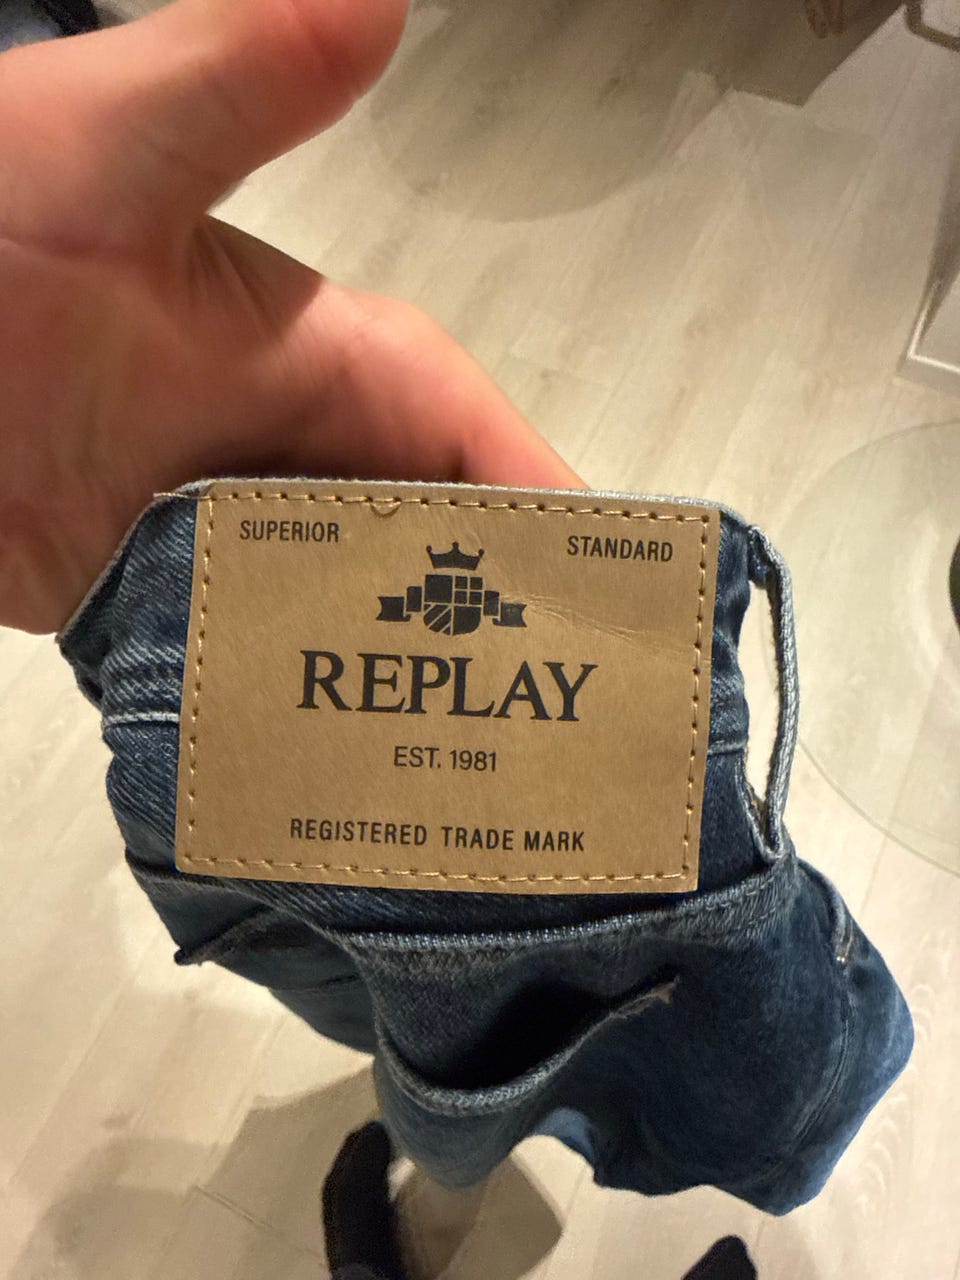 SUPERIOR STANDARD
REPLAY
EST. 1981
REGISTERED TRADE MARK